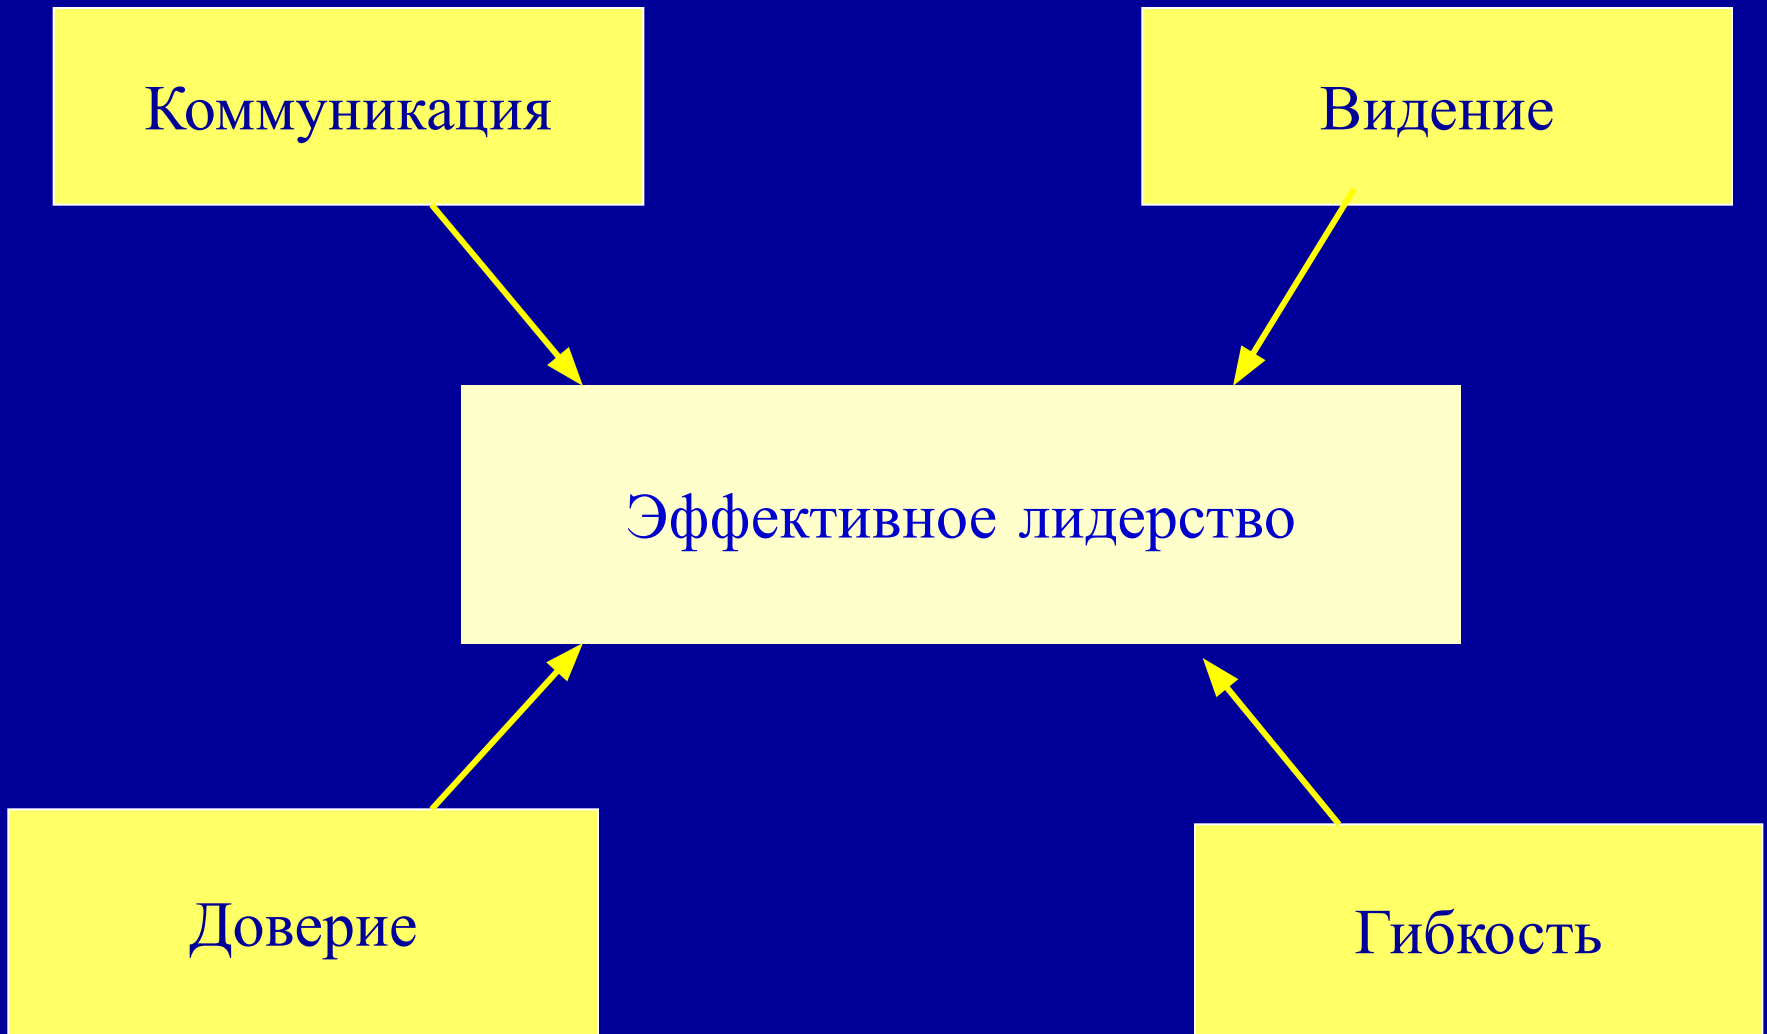 Коммуникация
Видение
Эффективное лидерство
Доверие
Гибкость